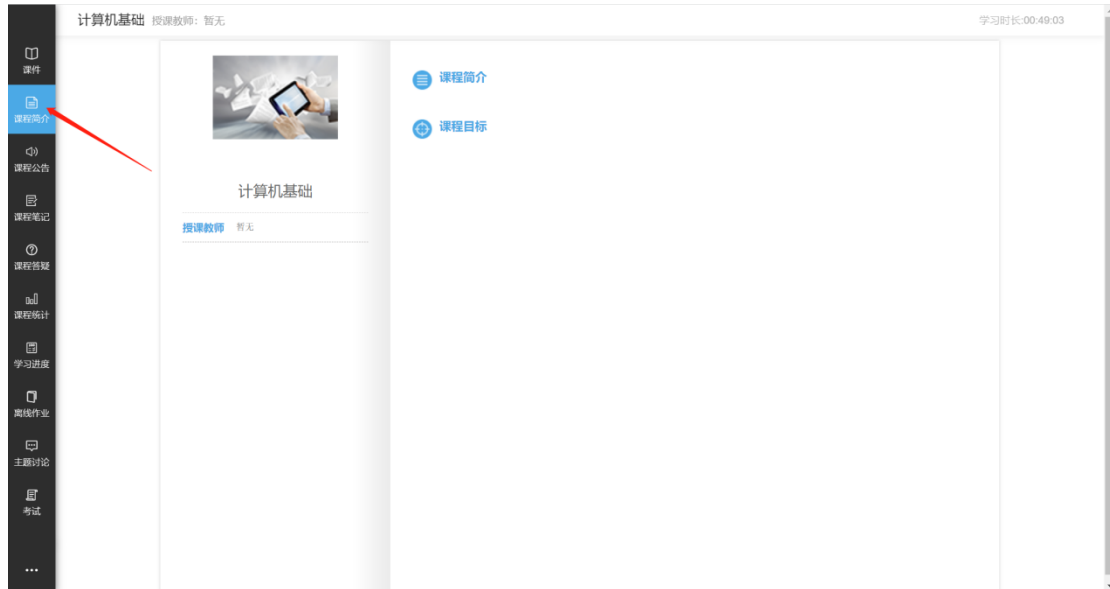 计算机基础 授课教师：暂无 学习时长:00:49:03
课件
课程简介
课程公告
课程笔记
课程答疑
课程统计
学习进度
离线作业
主题讨论
考试
计算机基础
授课教师 暂无
课程简介
课程目标